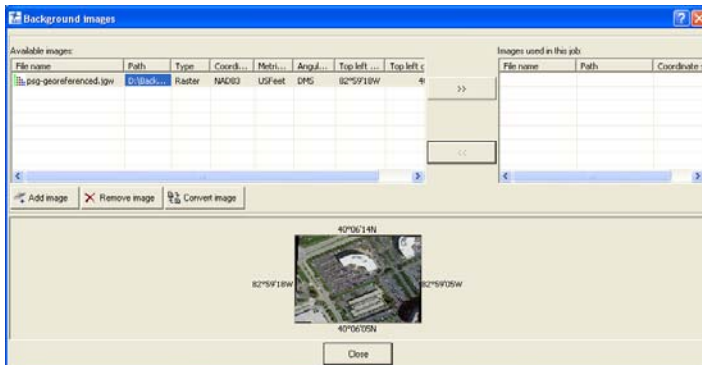 Background images
Available images:
Images used in this job:
File name Path Type Coordi... Metri... Angul... Top left ... Top left c
File name Path Coordinate
psg-georeferenced.jgw D:\Back... Raster NAD83 USFeet DMS 82°59'18W
>>
<<
Add image Remove image Convert image
40°06'14N
82°59'18W
82°59'05W
40°06'05N
Close